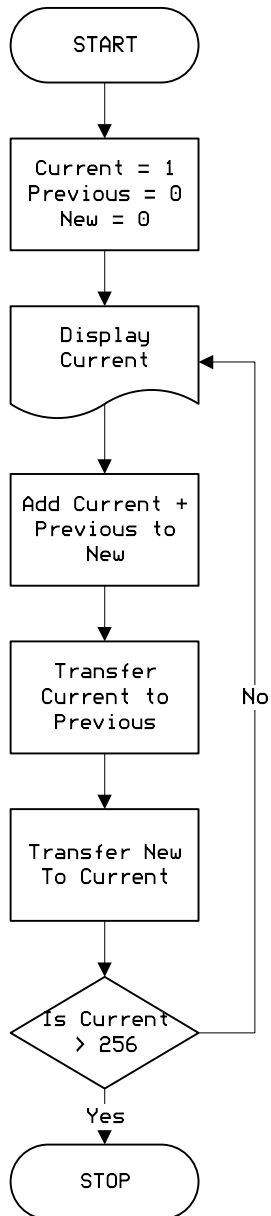 START
Current = 1
Previous = 0
New = 0
Display
Current
Add Current +
Previous to
New
Transfer
Current to
Previous
No
Transfer New
To Current
Is Current
> 256
Yes
STOP